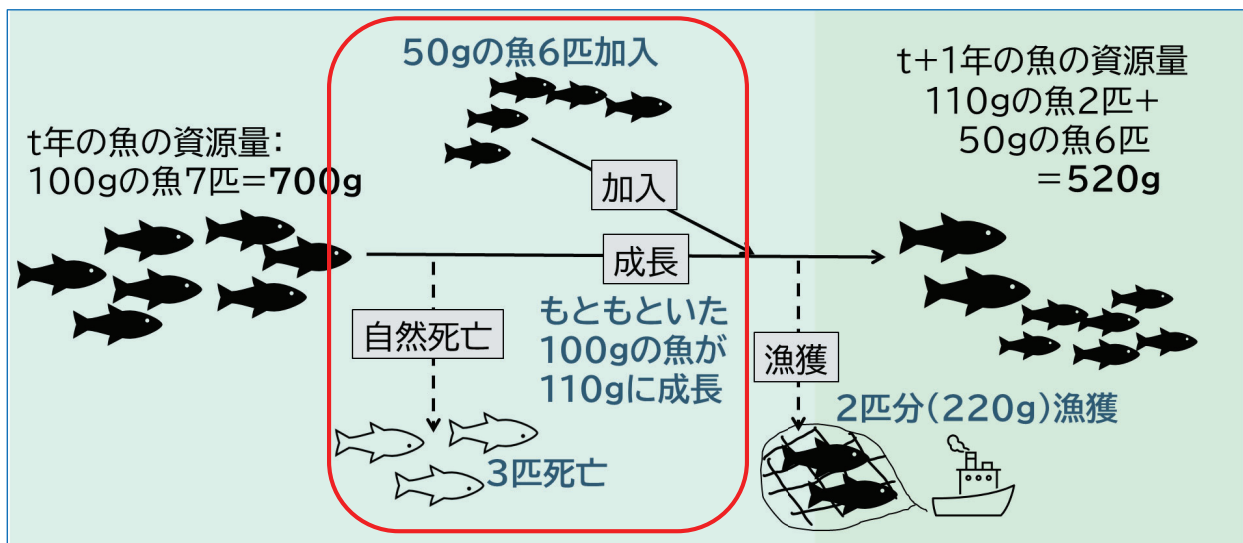 t年の魚の資源量:
100gの魚7匹=700g
50gの魚6匹加入
加入
成長
もともといた
100gの魚が
110gに成長
自然死亡
3匹死亡
漁獲
2匹分(220g)漁獲
t+1年の魚の資源量
110gの魚2匹+
50gの魚6匹
=520g